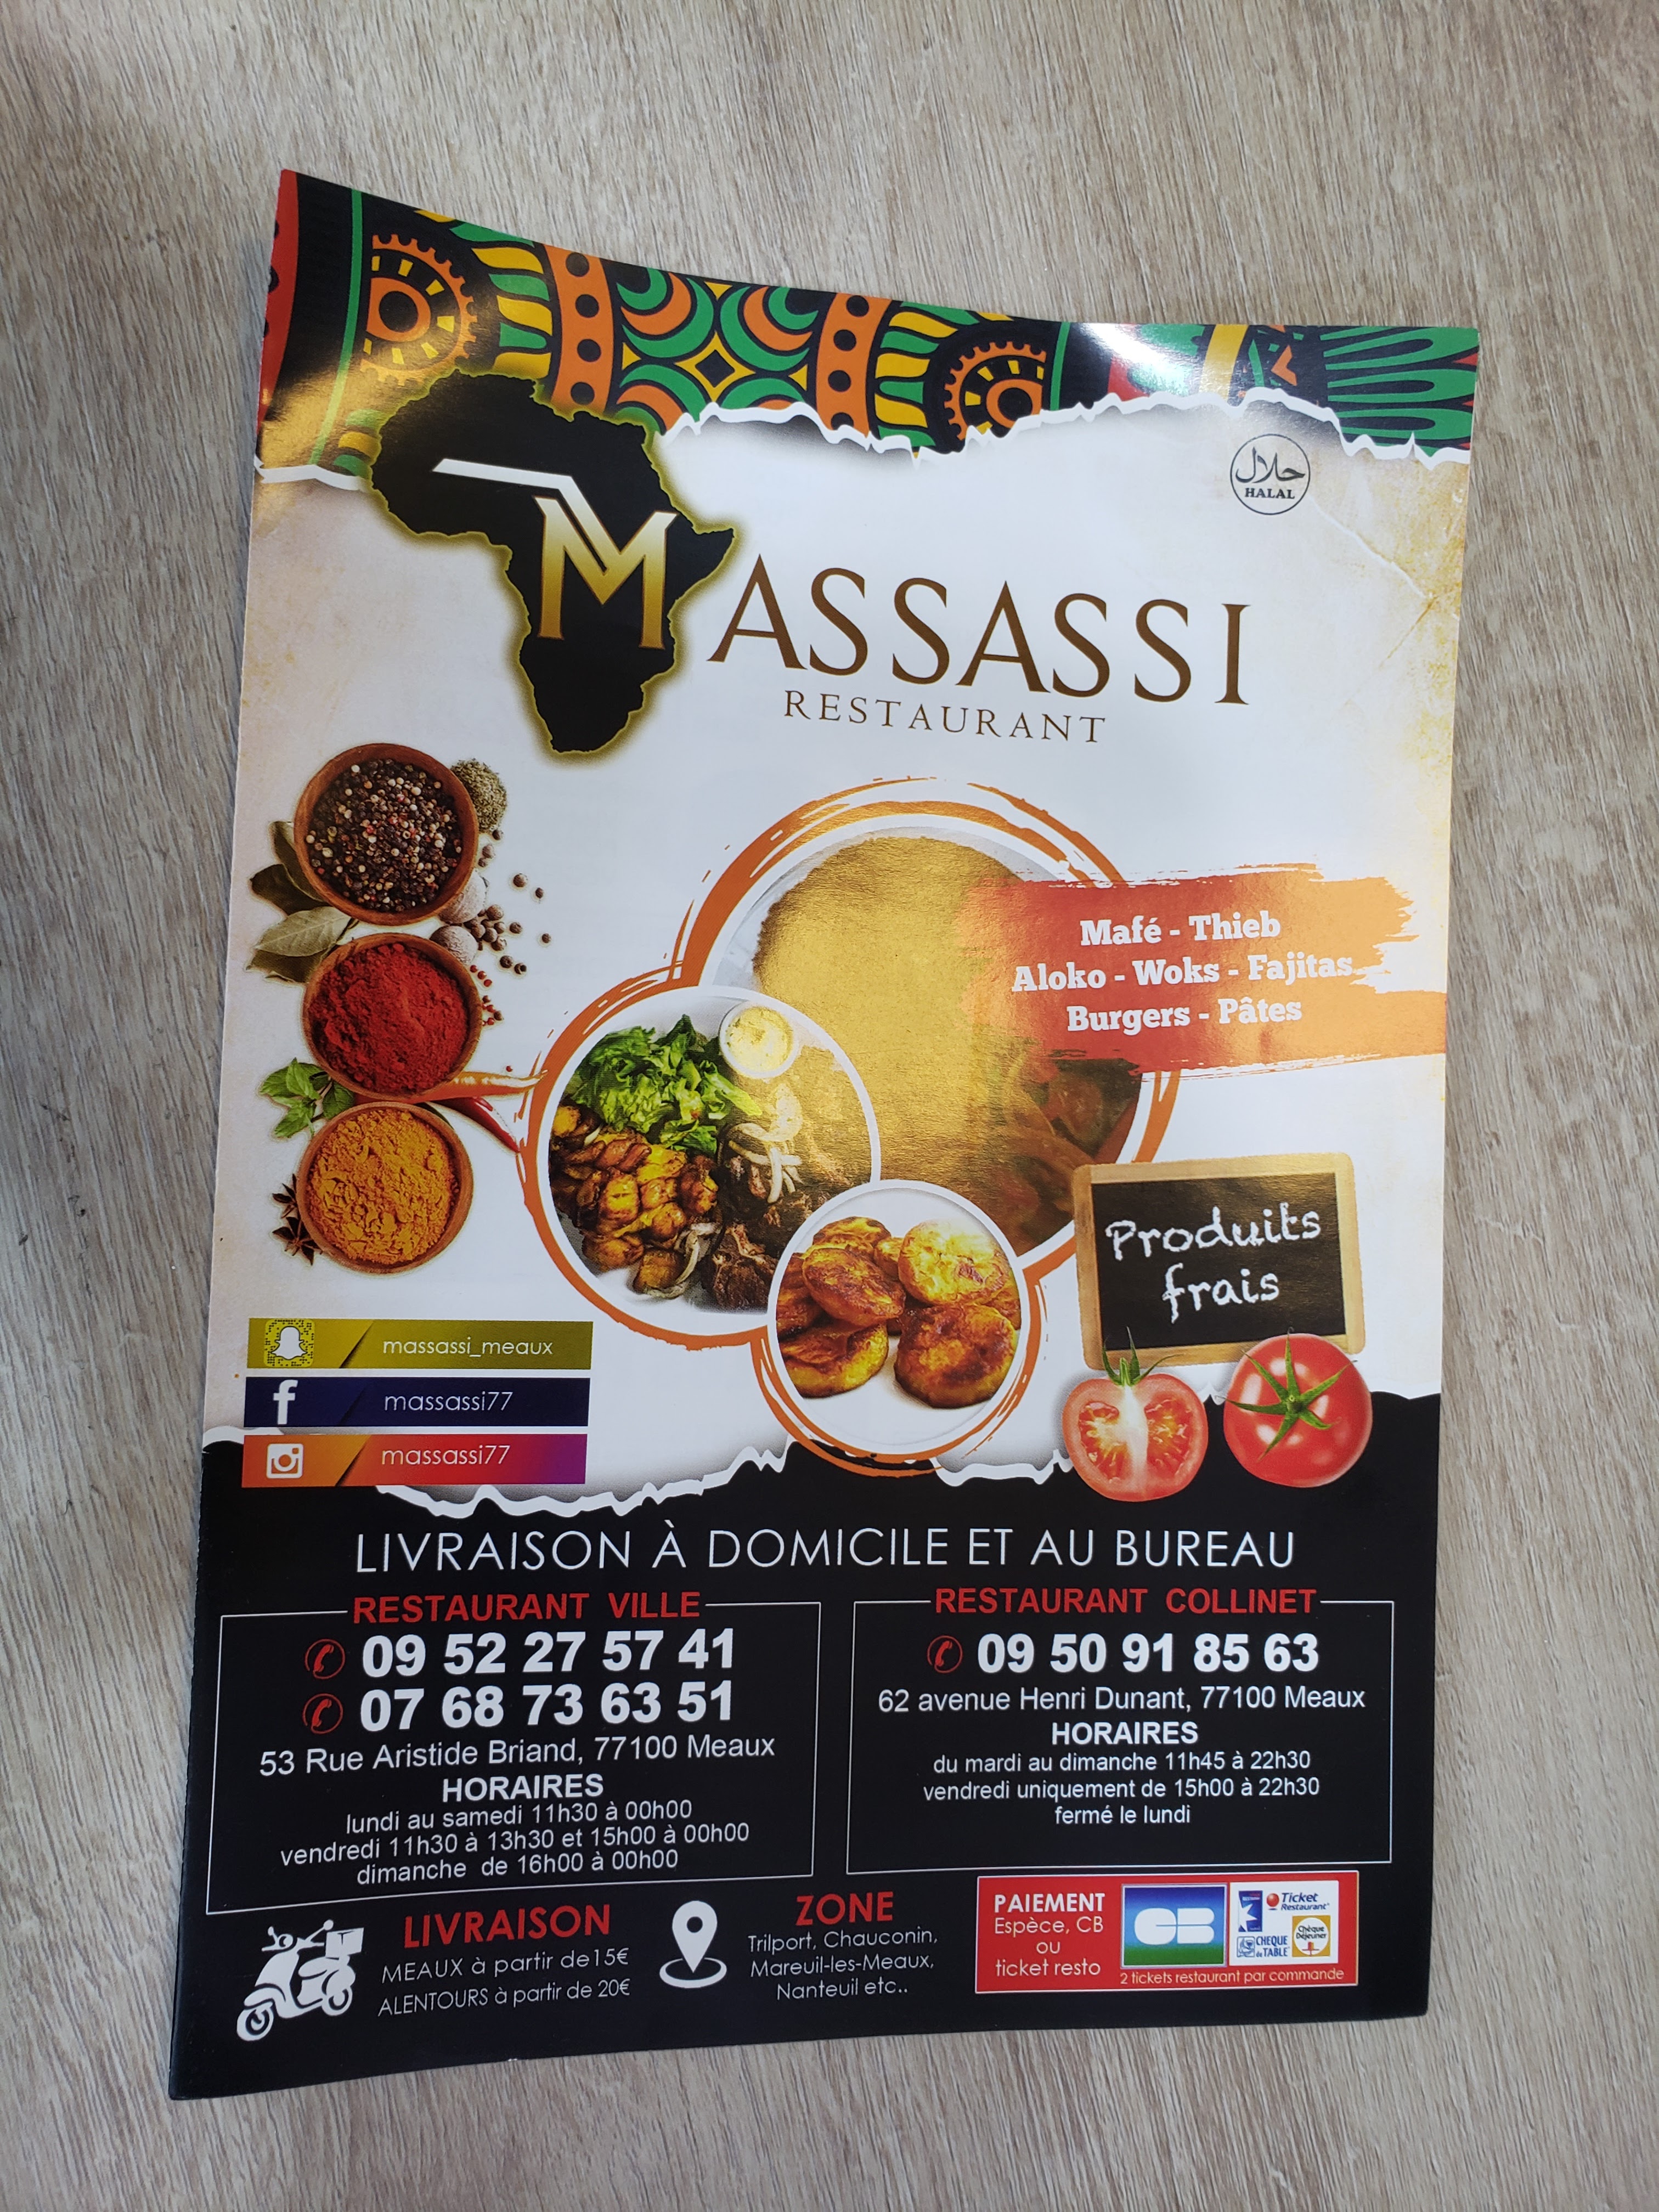 حلال
HALAL
MASSASSI
RESTAURANT
Mafé - Thieb
Aloko - Woks - Fajitas
Burgers - Pâtes
Produits
frais
massassi_meaux
massassi77
massassi77
LIVRAISON À DOMICILE ET AU BUREAU
RESTAURANT VILLE
09 52 27 57 41
07 68 73 63 51
53 Rue Aristide Briand, 77100 Meaux
HORAIRES
lundi au samedi 11h30 à 00h00
vendredi 11h30 à 13h30 et 15h00 à 00h00
dimanche de 16h00 à 00h00
RESTAURANT COLLINET
09 50 91 85 63
62 avenue Henri Dunant, 77100 Meaux
HORAIRES
du mardi au dimanche 11h45 à 22h30
vendredi uniquement de 15h00 à 22h30
fermé le lundi
LIVRAISON
MEAUX à partir de15€
ALENTOURS à partir de 20€
ZONE
Trilport, Chauconin,
Mareuil-les-Meaux,
Nanteuil etc..
PAIEMENT
Espèce, CB
ou
ticket resto
CB
Ticket
Restaurant
CHEQUE
de TABLE
Chèque
Déjeuner
2 tickets restaurant par commande